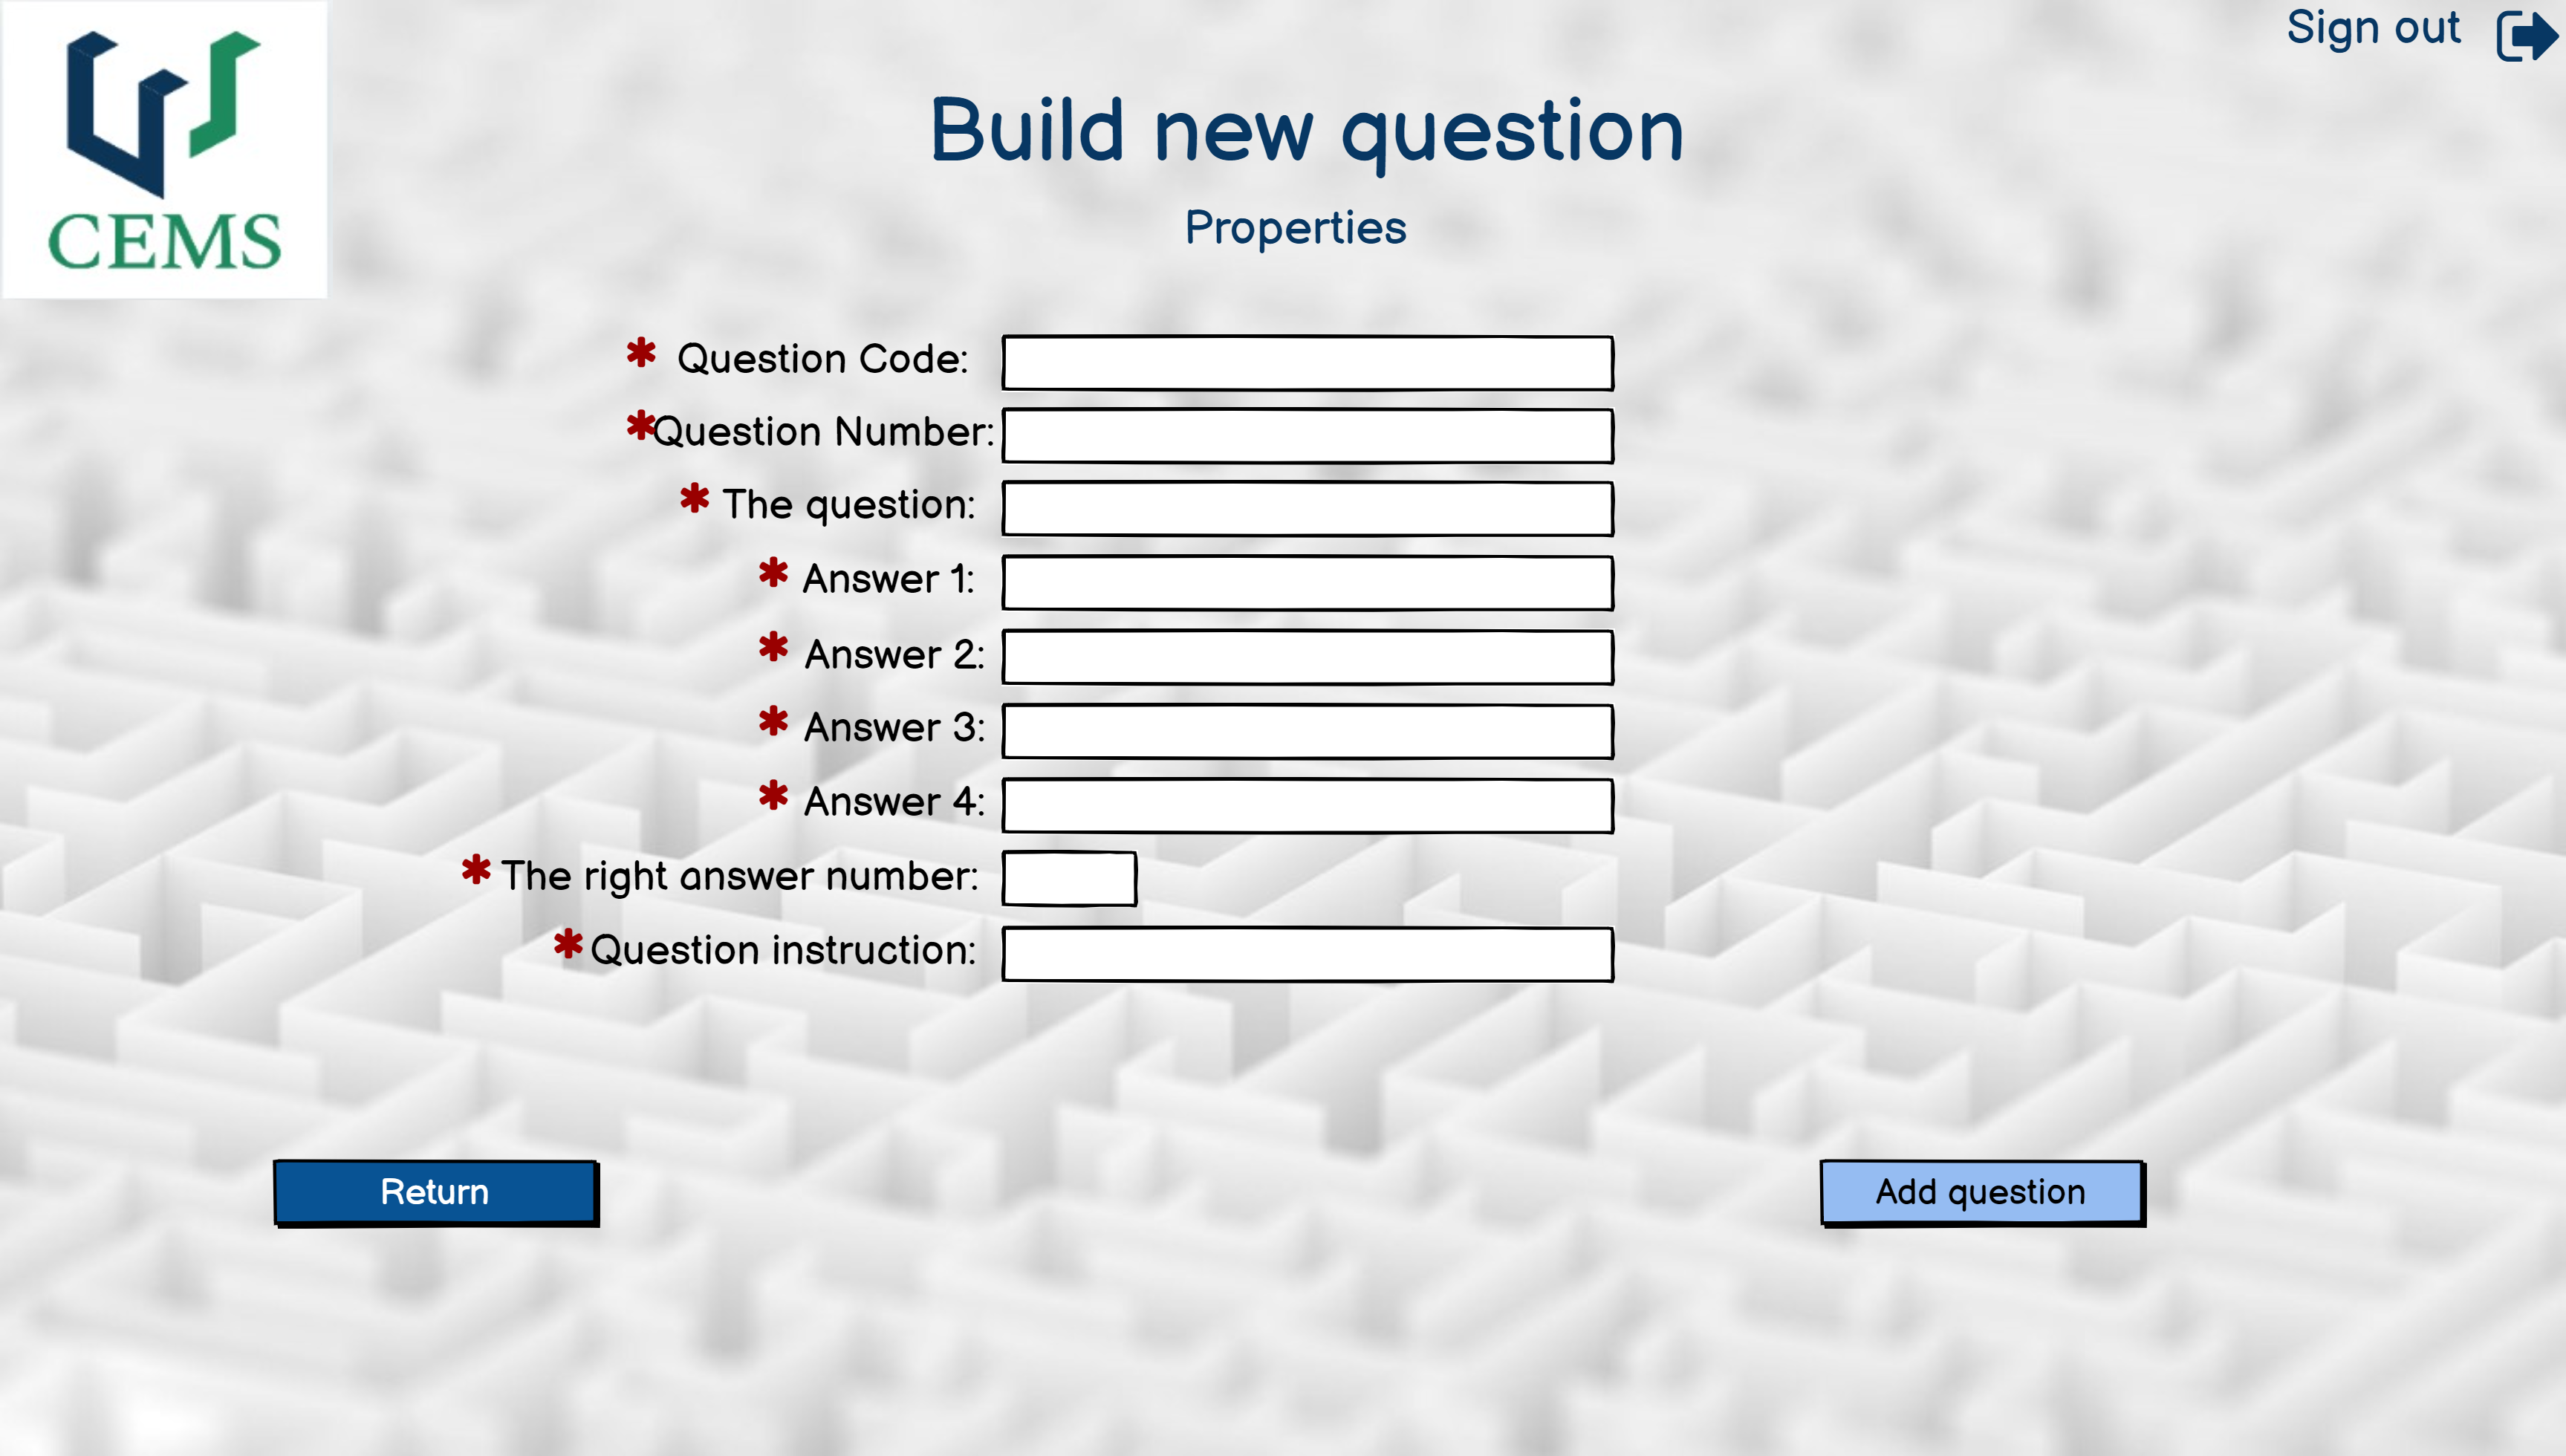 CEMS
Sign out
Build new question
Properties
* Question Code:
*Question Number:
* The question:
* Answer 1:
* Answer 2:
* Answer 3:
* Answer 4:
* The right answer number:
* Question instruction:
Return
Add question